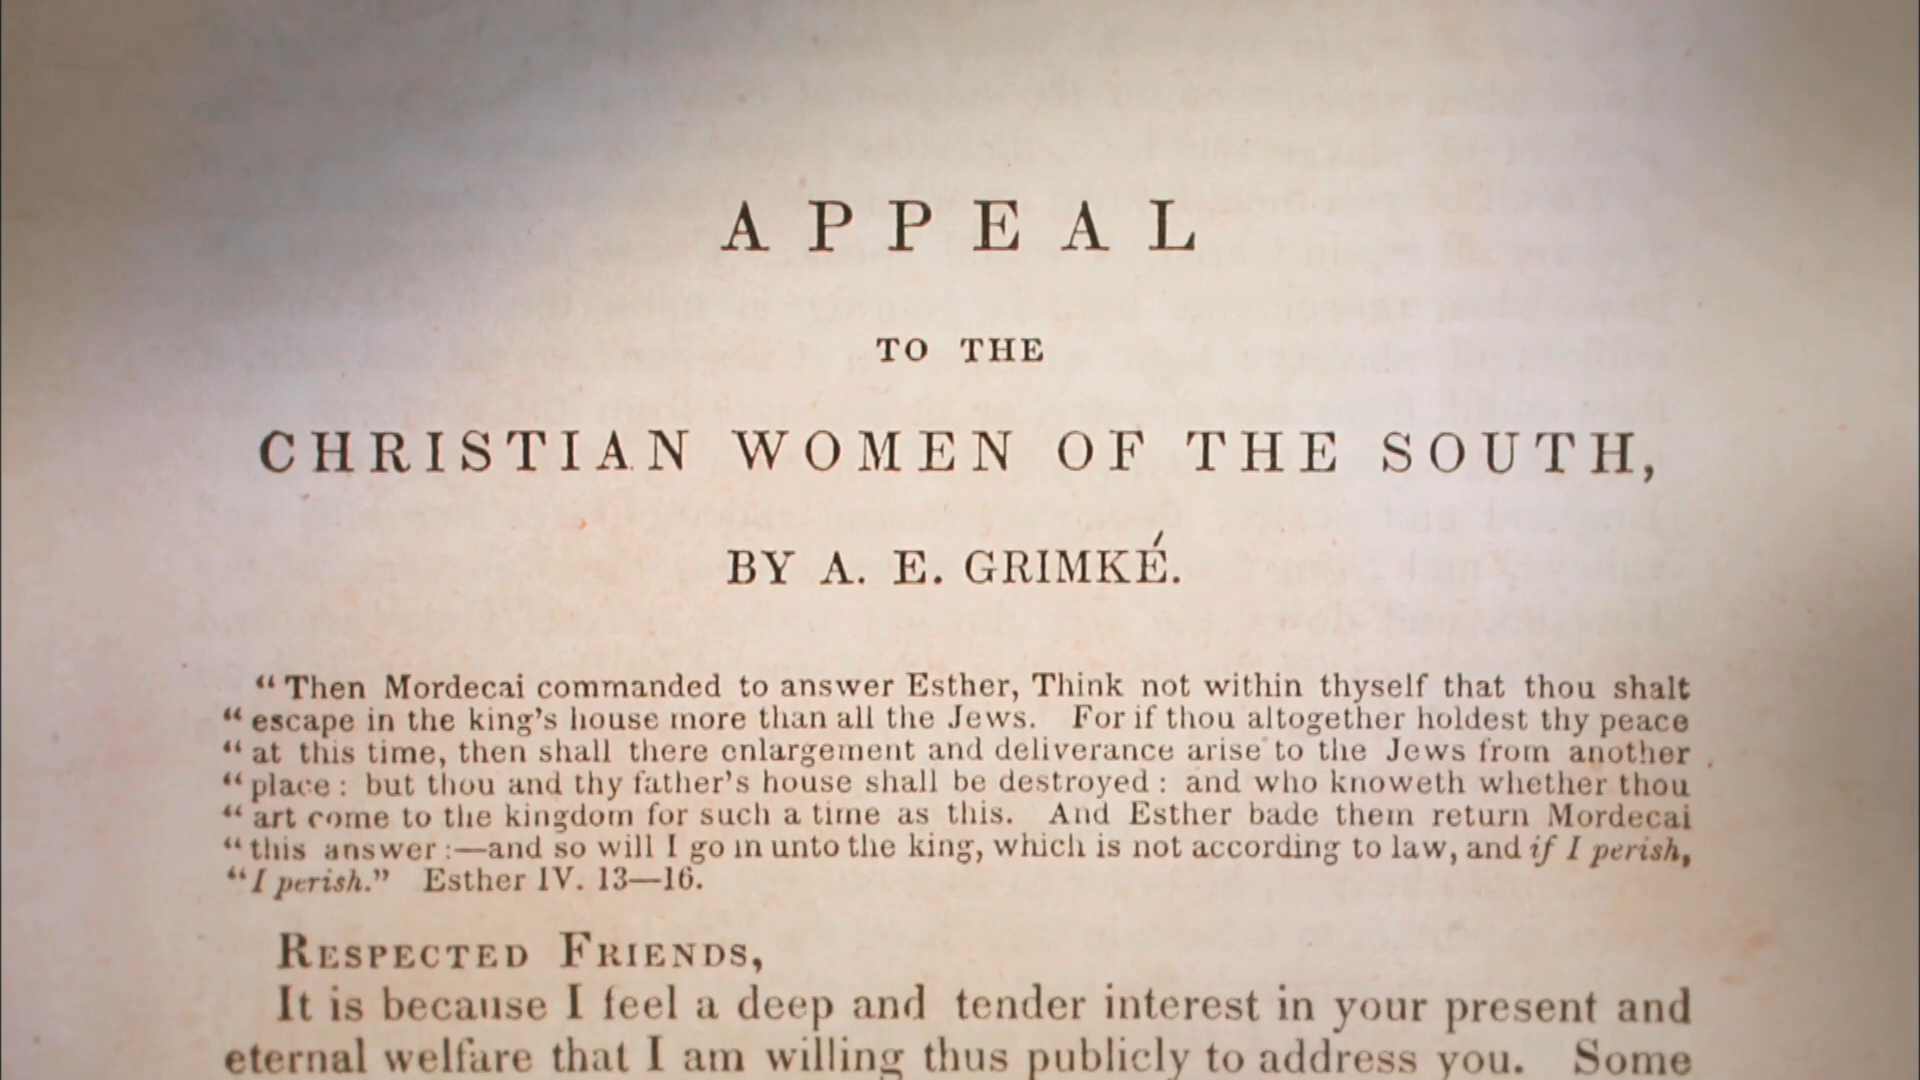 APPEAL
TO THE
CHRISTIAN WOMEN OF THE SOUTH,
BY A. E. GRIMKÉ.
“Then Mordecai commanded to answer Esther, Think not within thyself that thou shalt
“escape in the king's house more than all the Jews. For if thou altogether holdest thy peace
“at this time, then shall there enlargement and deliverance arise to the Jews from another
“place: but thou and thy father's house shall be destroyed: and who knoweth whether thou
“art come to the kingdom for such a time as this. And Esther bade them return Mordecai
“this answer:—and so will I go in unto the king, which is not according to law, and if I perish,
“I perish.” Esther IV. 13—16.
RESPECTED FRIENDS,
It is because I feel a deep and tender interest in your present and
eternal welfare that I am willing thus publicly to address you. Some